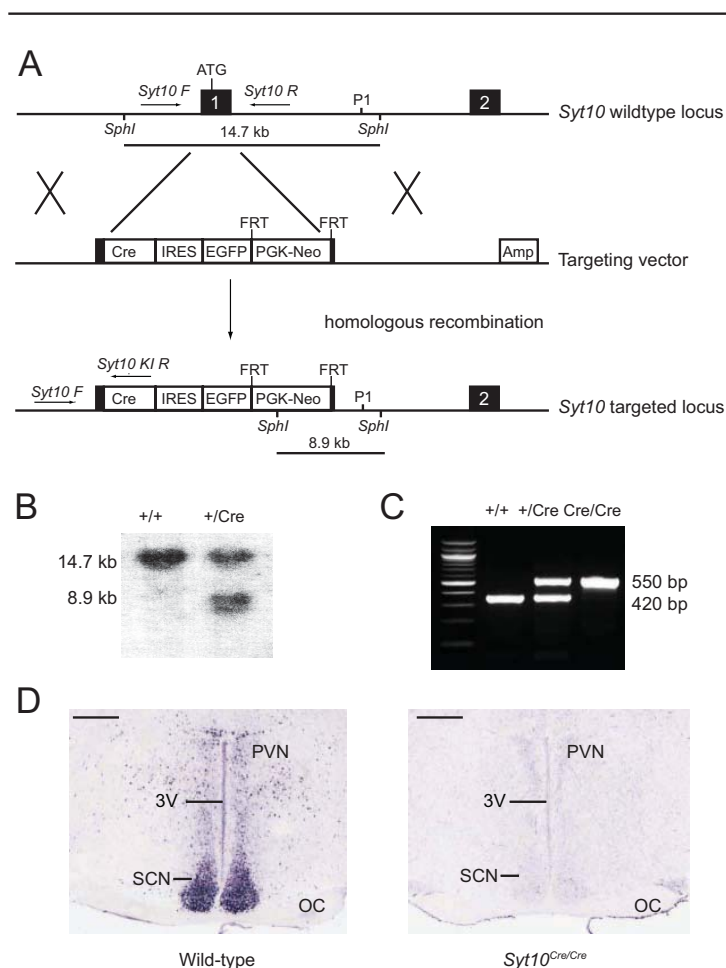 A
ATG
Syt10 F
1
Syt10 R
P1
2
Syt10 wildtype locus
SphI
14.7 kb
SphI
FRT
FRT
Cre
IRES
EGFP
PGK-Neo
Amp
Targeting vector
homologous recombination
Syt10 KI R
Syt10 F
FRT
FRT
Cre
IRES
EGFP
PGK-Neo
P1
2
Syt10 targeted locus
SphI
SphI
8.9 kb
B
+/+
+/Cre
14.7 kb
8.9 kb
C
+/+ +/Cre Cre/Cre
550 bp
420 bp
D
PVN
3V
SCN
OC
Wild-type
PVN
3V
SCN
OC
Syt10Cre/Cre